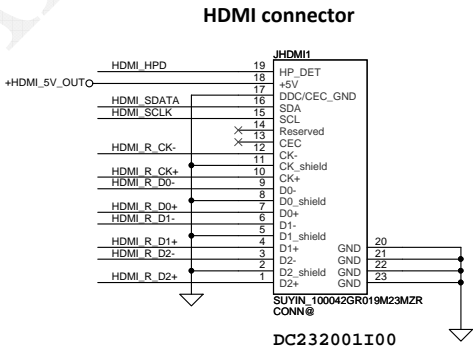 HDMI connector
JHDMI1
HDMI_HPD 19 HP_DET
+HDMI_5V_OUT 18 +5V
17 DDC/CEC_GND
HDMI_SDATA 16 SDA
HDMI_SCLK 15 SCL
14 Reserved
13 CEC
HDMI_R_CK- 12 CK-
11 CK_shield
HDMI_R_CK+ 10 CK+
HDMI_R_D0- 9 D0-
8 D0_shield
HDMI_R_D0+ 7 D0+
HDMI_R_D1- 6 D1-
5 D1_shield
HDMI_R_D1+ 4 D1+ GND 20
HDMI_R_D2- 3 D2- GND 21
2 D2_shield GND 22
HDMI_R_D2+ 1 D2+ GND 23
SUYIN_100042GR019M23MZR
CONN@
DC232001I00